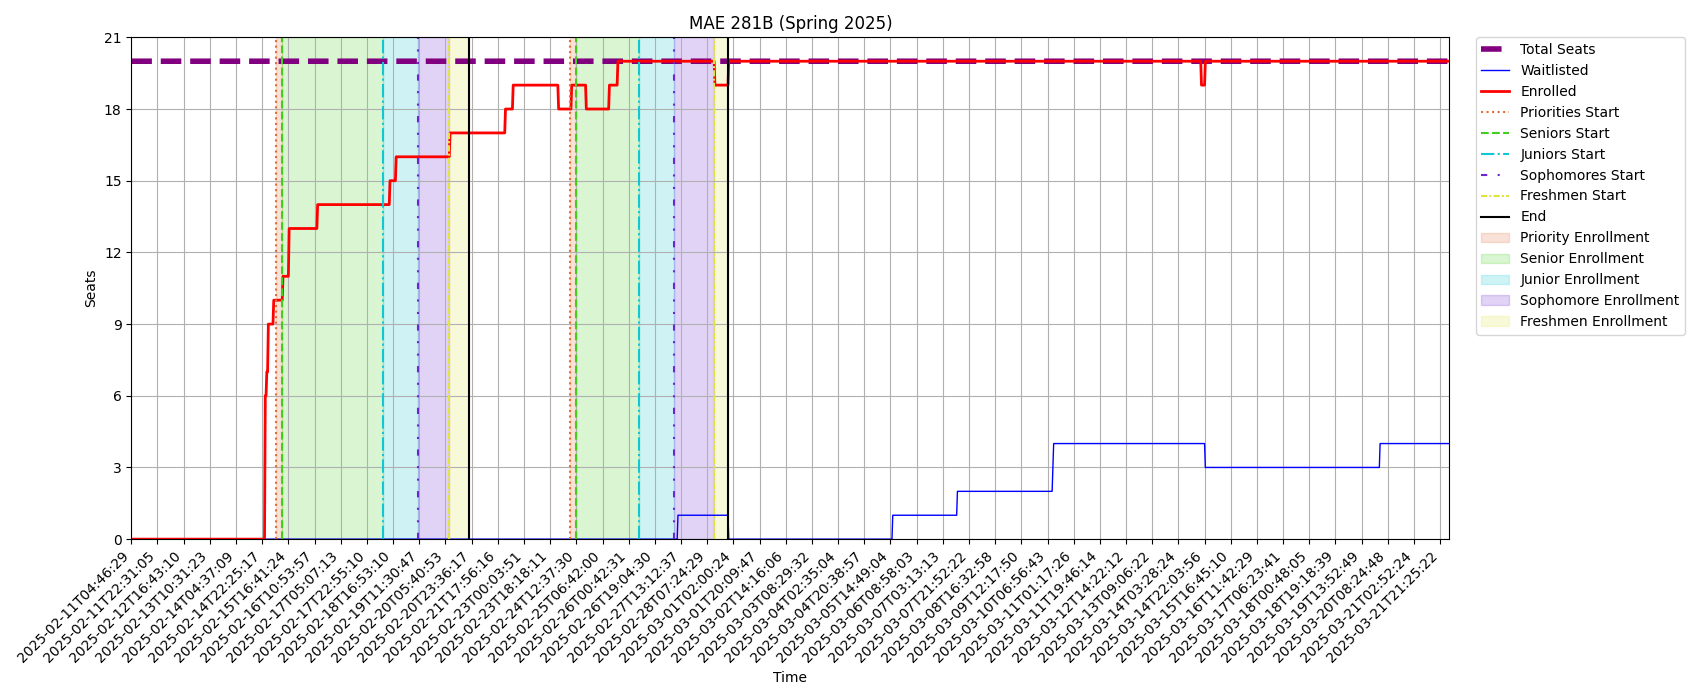 MAE 281B (Spring 2025)
Seats
21
18
15
12
9
6
3
0
2025-02-11T04:46:29
2025-02-11T22:31:05
2025-02-12T16:43:10
2025-02-13T10:31:23
2025-02-14T04:37:09
2025-02-14T22:25:17
2025-02-15T16:41:24
2025-02-16T10:53:57
2025-02-17T05:07:13
2025-02-17T22:55:10
2025-02-18T16:53:10
2025-02-19T11:30:47
2025-02-20T05:40:53
2025-02-21T23:36:17
2025-02-21T17:56:16
2025-02-23T00:03:51
2025-02-23T18:18:11
2025-02-24T12:37:30
2025-02-25T06:42:00
2025-02-26T00:42:31
2025-02-26T19:04:30
2025-02-27T13:12:37
2025-02-28T07:24:29
2025-03-01T02:00:24
2025-03-01T20:09:47
2025-03-02T14:16:06
2025-03-03T08:29:32
2025-03-04T02:35:04
2025-03-04T20:38:57
2025-03-05T14:49:04
2025-03-06T08:58:03
2025-03-07T03:13:13
2025-03-07T21:52:22
2025-03-08T16:32:58
2025-03-09T12:17:50
2025-03-10T06:56:43
2025-03-11T01:17:26
2025-03-11T19:46:14
2025-03-12T14:22:12
2025-03-13T09:06:22
2025-03-14T03:28:24
2025-03-14T22:03:56
2025-03-15T16:45:10
2025-03-16T11:42:29
2025-03-17T06:23:41
2025-03-18T00:48:05
2025-03-18T19:18:39
2025-03-19T13:52:49
2025-03-20T08:24:48
2025-03-21T02:52:24
2025-03-21T21:25:22
Time
Total Seats
Waitlisted
Enrolled
Priorities Start
Seniors Start
Juniors Start
Sophomores Start
Freshmen Start
End
Priority Enrollment
Senior Enrollment
Junior Enrollment
Sophomore Enrollment
Freshmen Enrollment